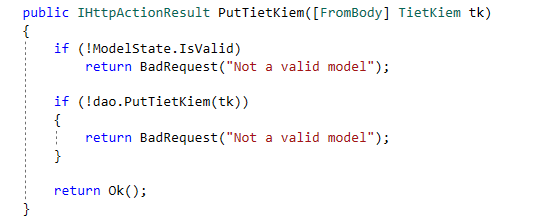 public IHttpActionResult PutTietKiem([FromBody] TietKiem tk)
{
if (!ModelState.IsValid)
return BadRequest("Not a valid model");
if (!dao.PutTietKiem(tk))
{
return BadRequest("Not a valid model");
}
return Ok();
}